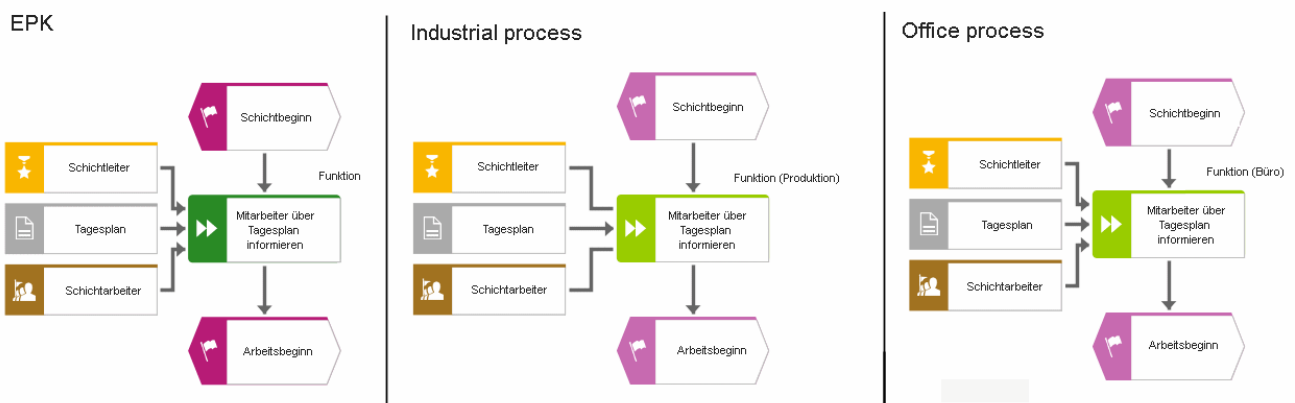 EPK
Schichtbeginn
Schichtleiter
Funktion
Tagesplan
Mitarbeiter über
Tagesplan
informieren
Schichtarbeiter
Arbeitsbeginn
Industrial process
Schichtbeginn
Schichtleiter
Funktion (Produktion)
Tagesplan
Mitarbeiter über
Tagesplan
informieren
Schichtarbeiter
Arbeitsbeginn
Office process
Schichtbeginn
Schichtleiter
Funktion (Büro)
Tagesplan
Mitarbeiter über
Tagesplan
informieren
Schichtarbeiter
Arbeitsbeginn